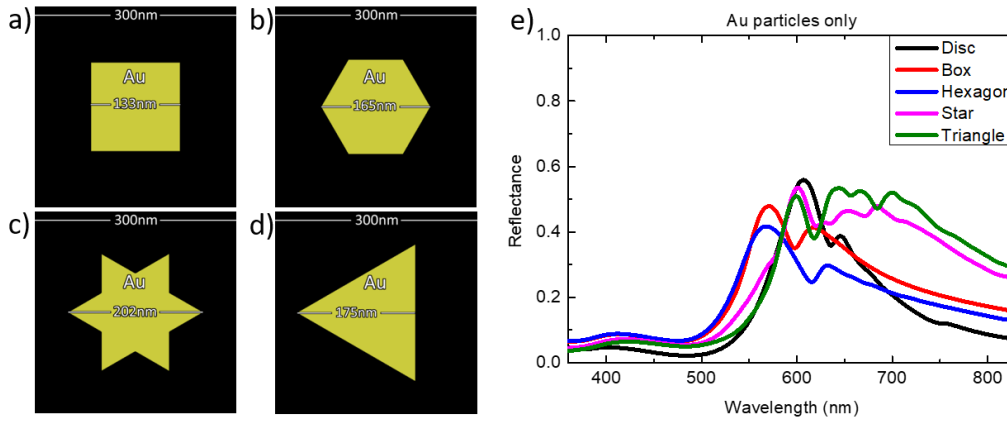 a)
300nm
Au
133nm
b)
300nm
Au
165nm
c)
300nm
Au
202nm
d)
300nm
Au
175nm
e)
Au particles only
Disc
Box
Hexagon
Star
Triangle
Reflectance
1.0
0.8
0.6
0.4
0.2
0.0
400 500 600 700 800
Wavelength (nm)